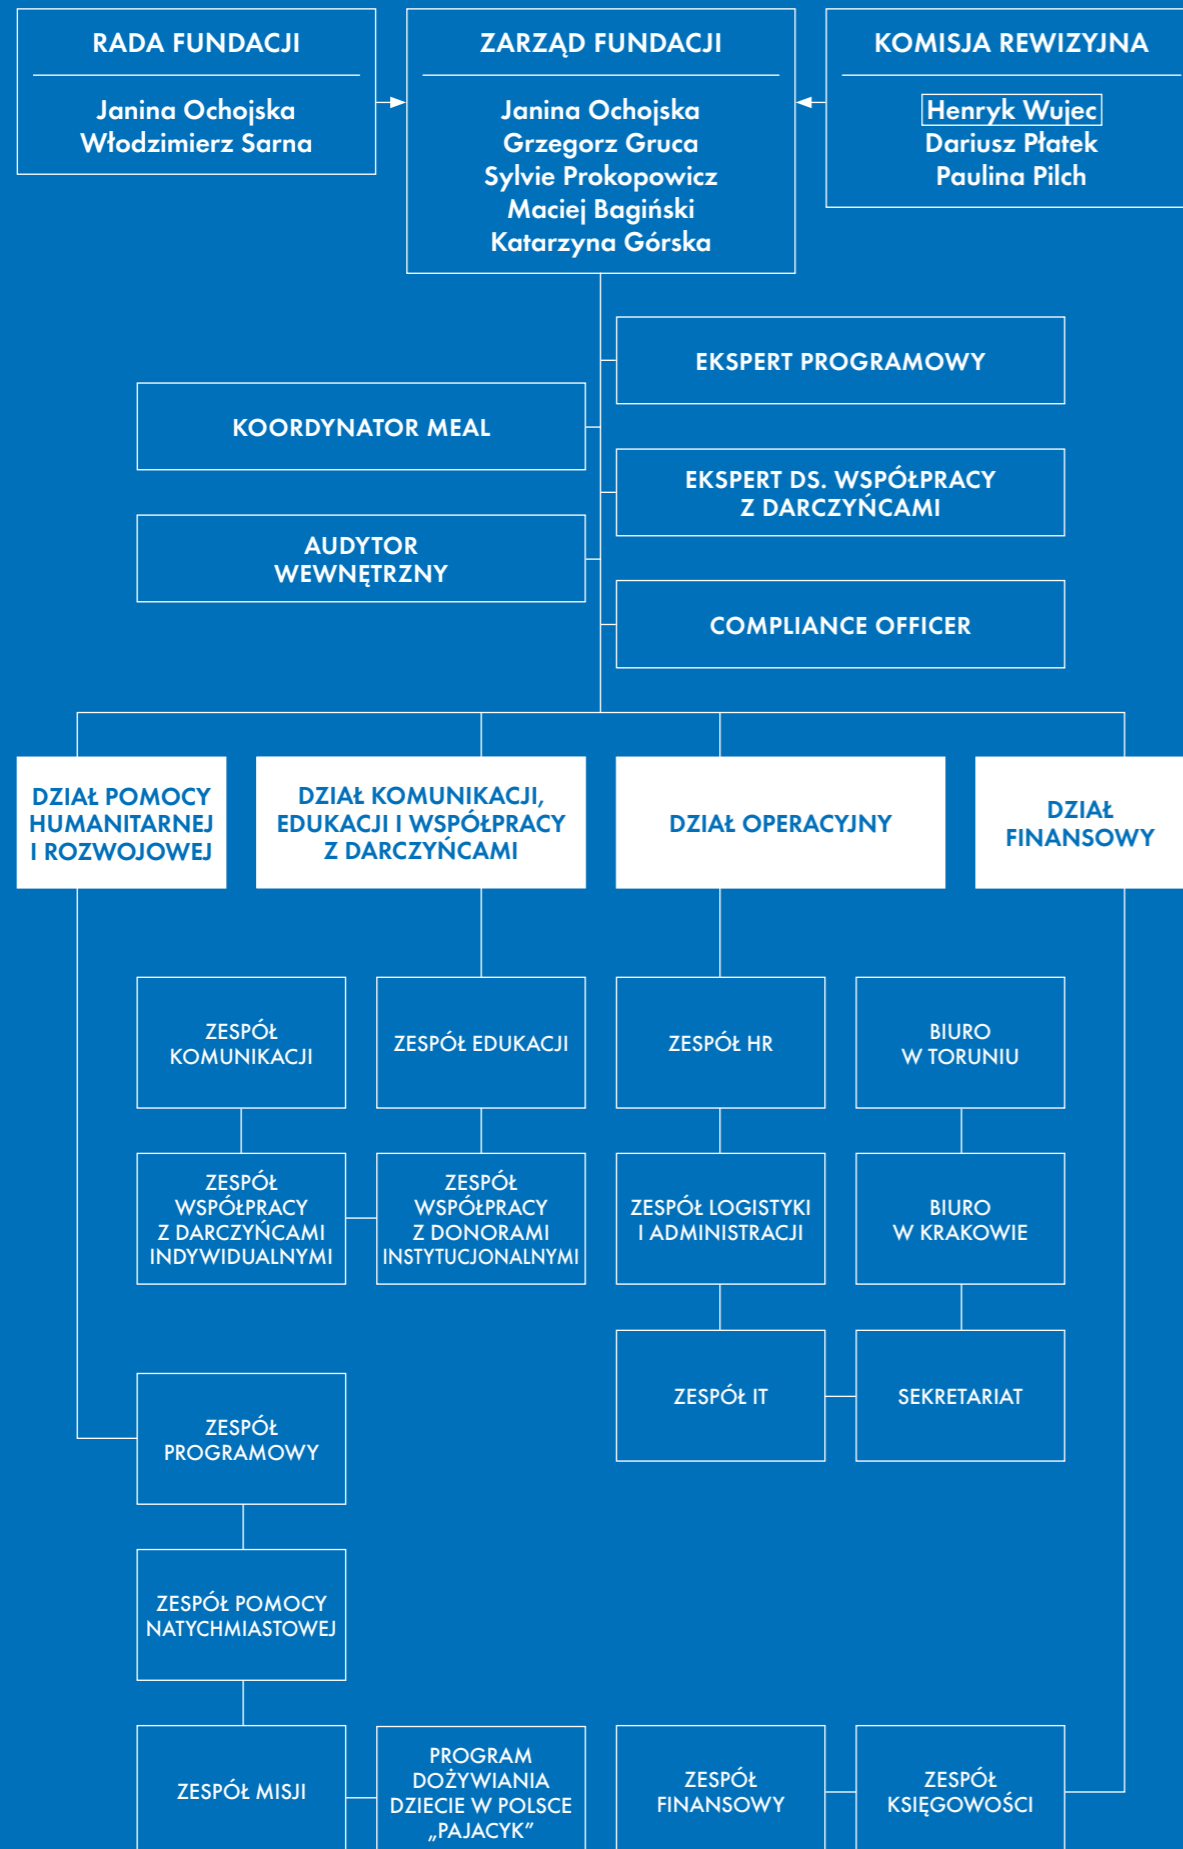 RADA FUNDACJI
Janina Ochojska
Włodzimierz Sarna
ZARZĄD FUNDACJI
Janina Ochojska
Grzegorz Gruca
Sylvie Prokopowicz
Maciej Bagiński
Katarzyna Górska
KOMISJA REWIZYJNA
Henryk Wujec
Dariusz Płatek
Paulina Pilch
EKSPERT PROGRAMOWY
KOORDYNATOR MEAL
EKSPERT DS. WSPÓŁPRACY
Z DARCZYŃCAMI
AUDYTOR
WEWNĘTRZNY
COMPLIANCE OFFICER
DZIAŁ POMOCY
HUMANITARNEJ
I ROZWOJOWEJ
DZIAŁ KOMUNIKACJI,
EDUKACJI I WSPÓŁPRACY
Z DARCZYŃCAMI
DZIAŁ OPERACYJNY
DZIAŁ
FINANSOWY
ZESPÓŁ
KOMUNIKACJI
ZESPÓŁ EDUKACJI
ZESPÓŁ HR
BIURO
W TORUNIU
ZESPÓŁ
WSPÓŁPRACY
Z DARCZYŃCAMI
INDYWIDUALNYMI
ZESPÓŁ
WSPÓŁPRACY
Z DONORAMI
INSTYTUCJONALNYMI
ZESPÓŁ LOGISTYKI
I ADMINISTRACJI
BIURO
W KRAKOWIE
ZESPÓŁ IT
SEKRETARIAT
ZESPÓŁ
PROGRAMOWY
ZESPÓŁ POMOCY
NATYCHMIASTOWEJ
ZESPÓŁ MISJI
PROGRAM
DOŻYWIANIA
DZIECIE W POLSCE
„PAJACYK”
ZESPÓŁ
FINANSOWY
ZESPÓŁ
KSIĘGOWOŚCI